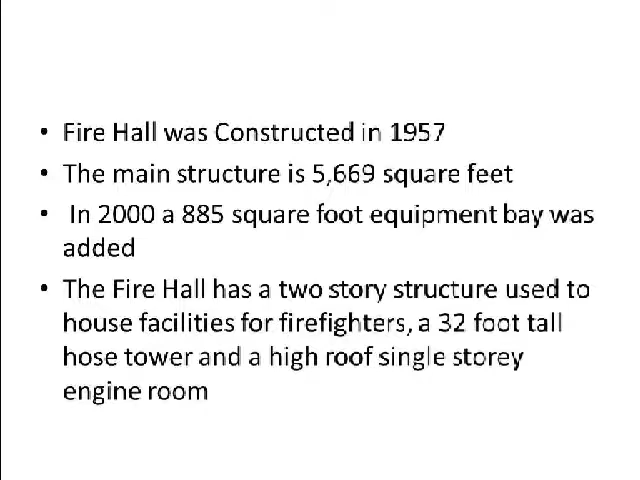 • Fire Hall was Constructed in 1957
• The main structure is 5,669 square feet
• In 2000 a 885 square foot equipment bay was
added
• The Fire Hall has a two story structure used to
house facilities for firefighters, a 32 foot tall
hose tower and a high roof single storey
engine room